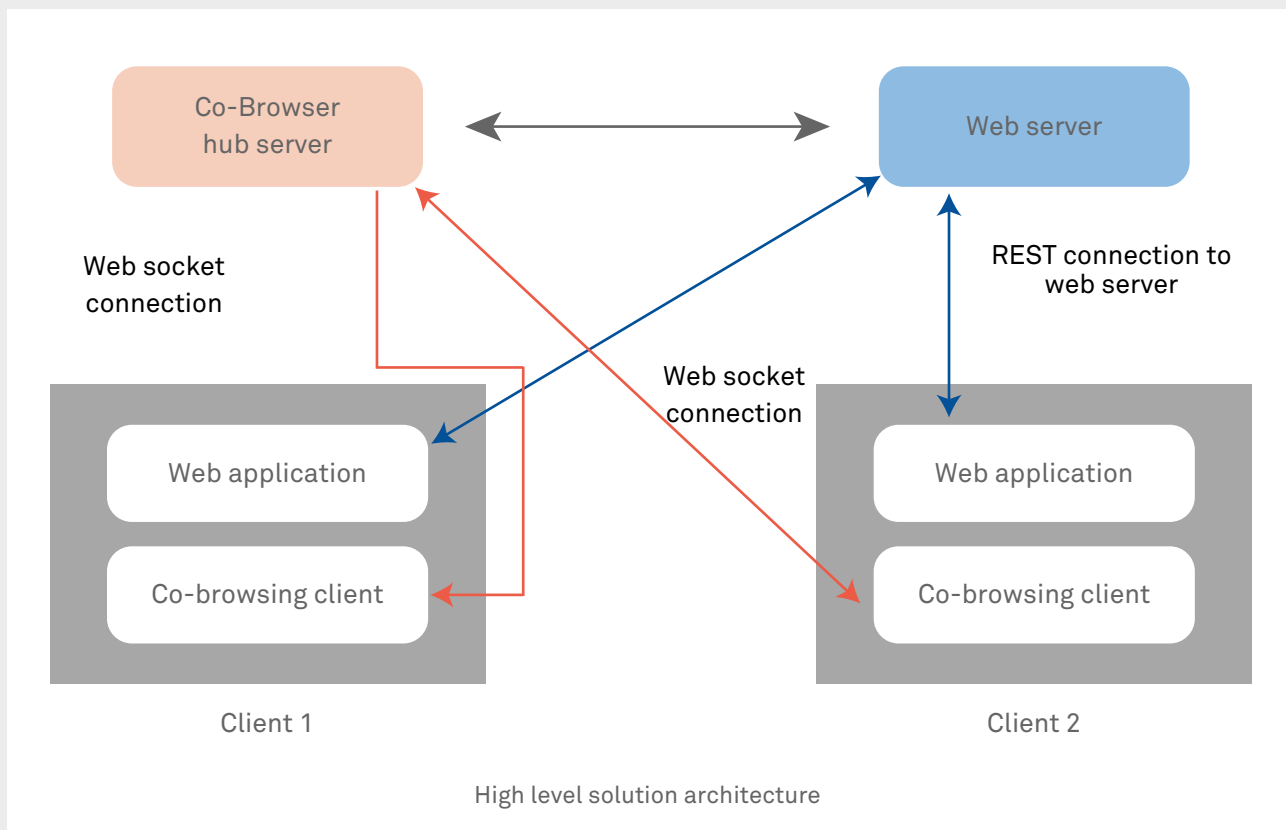 Co-Browser
hub server
Web server
Web socket
connection
REST connection to
web server
Web socket
connection
Web application
Co-browsing client
Web application
Co-browsing client
Client 1
Client 2
High level solution architecture